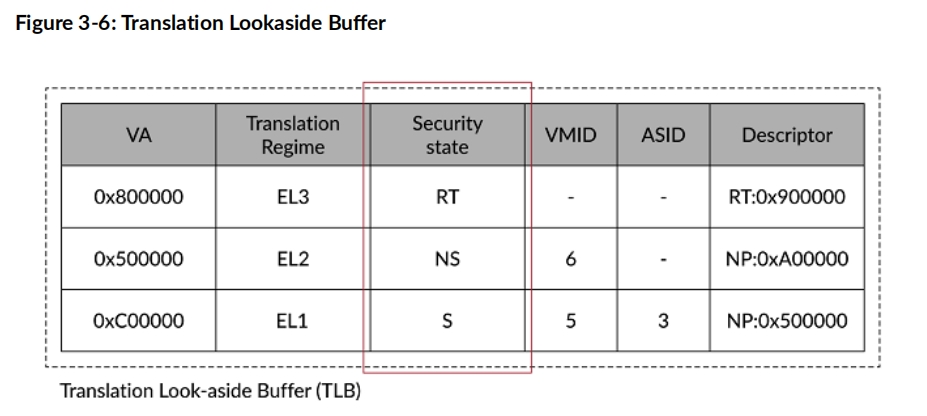 Figure 3-6: Translation Lookaside Buffer
VA Translation Regime Security state VMID ASID Descriptor
0x800000 EL3 RT - - RT:0x900000
0x500000 EL2 NS 6 - NP:0xA00000
0xC00000 EL1 S 5 3 NP:0x500000
Translation Look-aside Buffer (TLB)